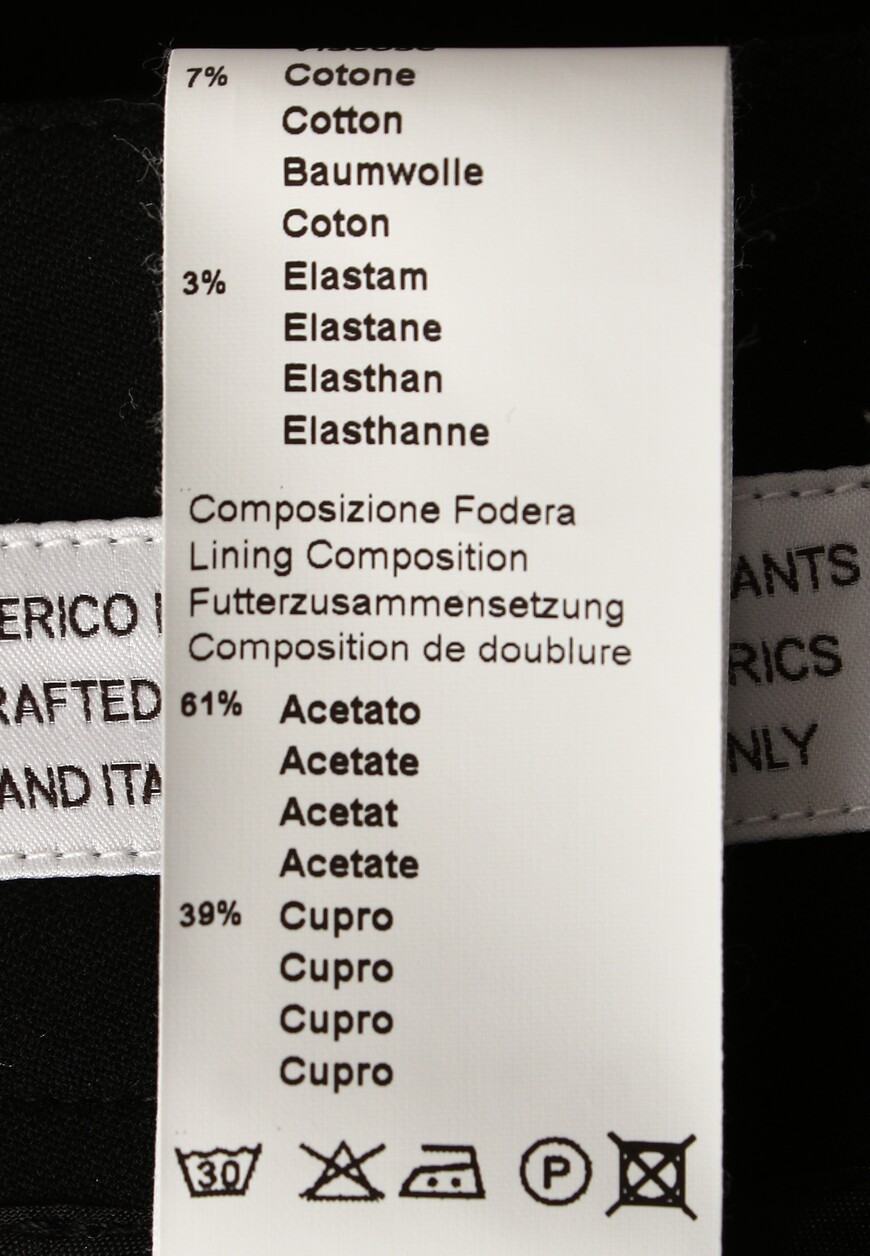 7% Cotone
Cotton
Baumwolle
Coton
3% Elastam
Elastane
Elasthan
Elasthanne
Composizione Fodera
Lining Composition
Futterzusammensetzung
Composition de doublure
61% Acetato
Acetate
Acetat
Acetate
39% Cupro
Cupro
Cupro
Cupro
30 P
ERICO
RAFTED
AND ITA
ANTS
RICS
NLY